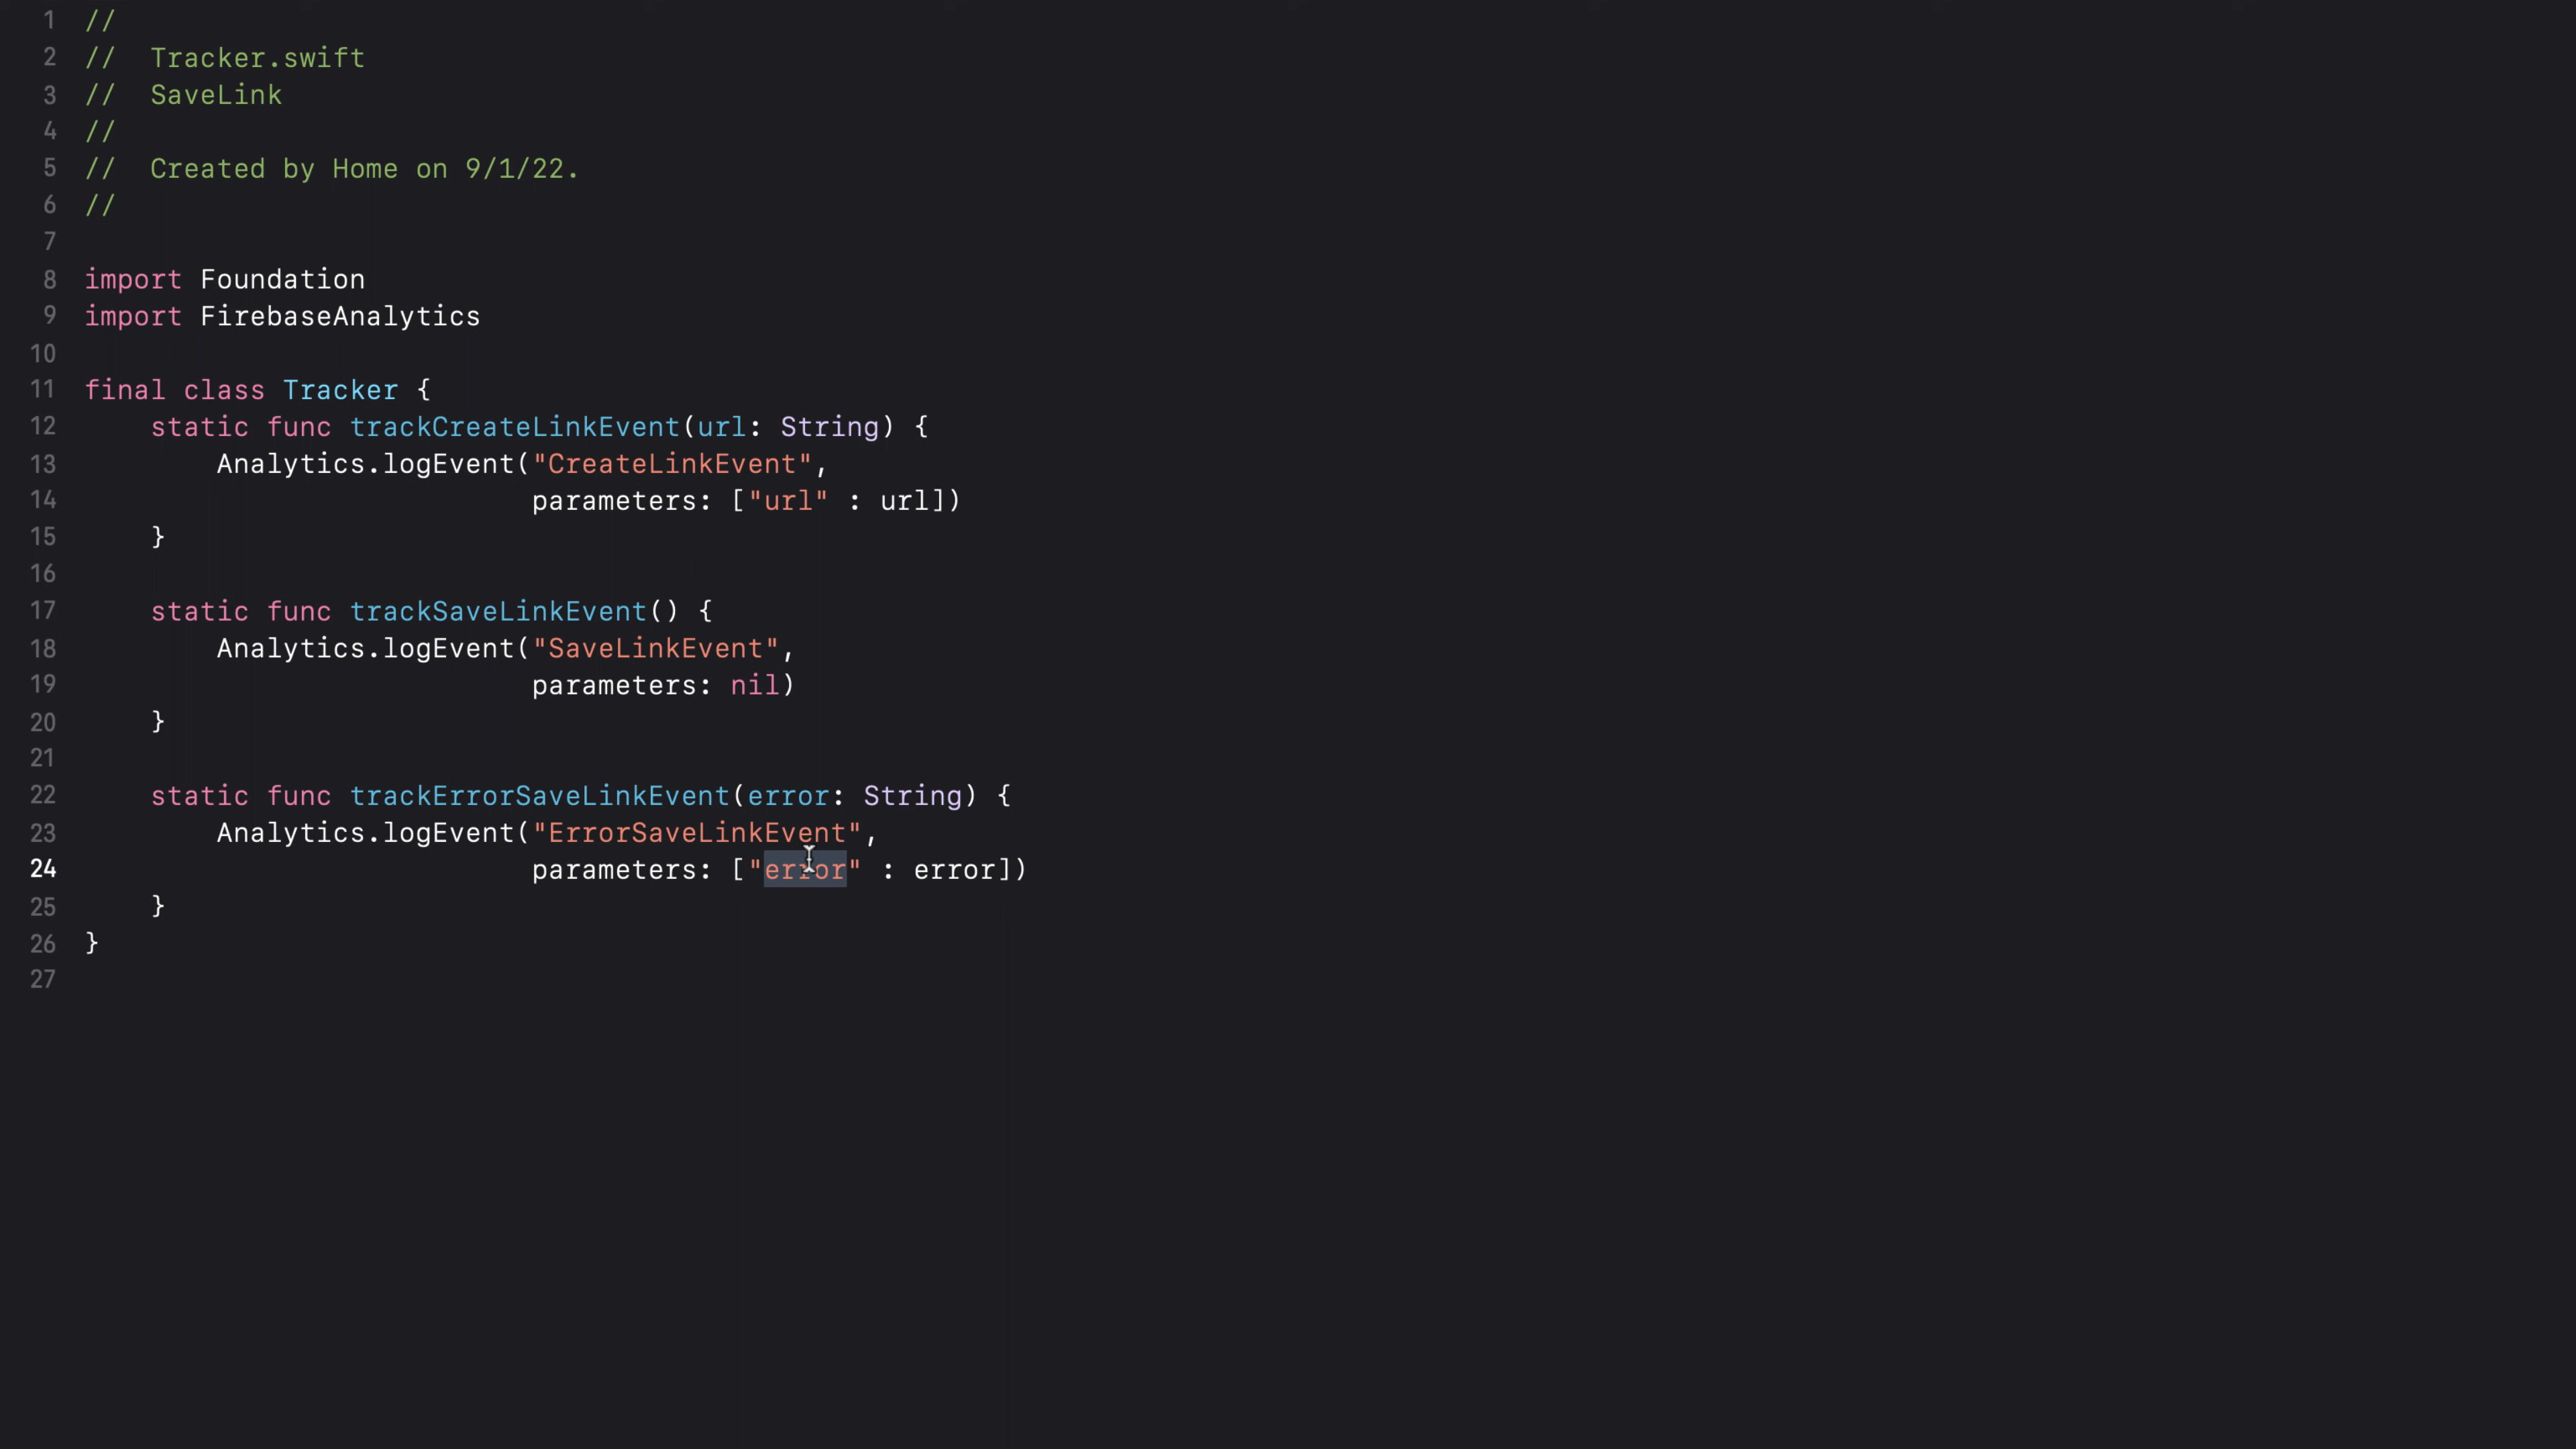 1 //
2 //  Tracker.swift
3 //  SaveLink
4 //
5 //  Created by Home on 9/1/22.
6 //
7
8 import Foundation
9 import FirebaseAnalytics
10
11 final class Tracker {
12     static func trackCreateLinkEvent(url: String) {
13         Analytics.logEvent("CreateLinkEvent",
14                            parameters: ["url" : url])
15     }
16
17     static func trackSaveLinkEvent() {
18         Analytics.logEvent("SaveLinkEvent",
19                            parameters: nil)
20     }
21
22     static func trackErrorSaveLinkEvent(error: String) {
23         Analytics.logEvent("ErrorSaveLinkEvent",
24                            parameters: ["error" : error])
25     }
26 }
27